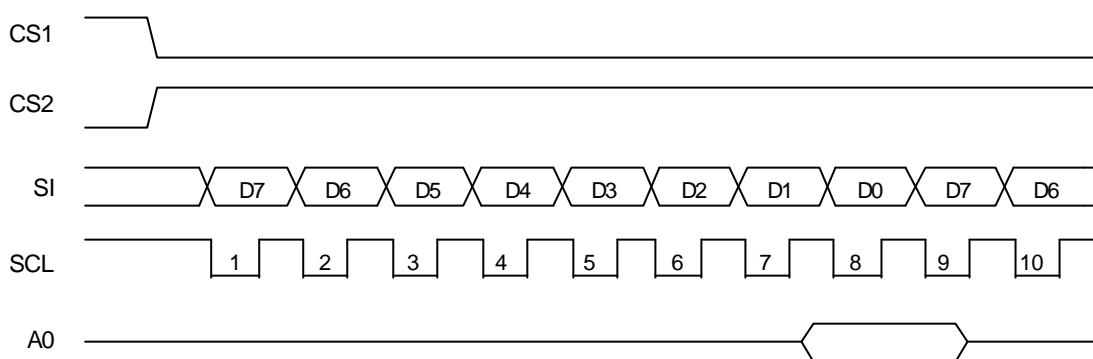 CS1
CS2
SI D7 D6 D5 D4 D3 D2 D1 D0 D7 D6
SCL 1 2 3 4 5 6 7 8 9 10
A0